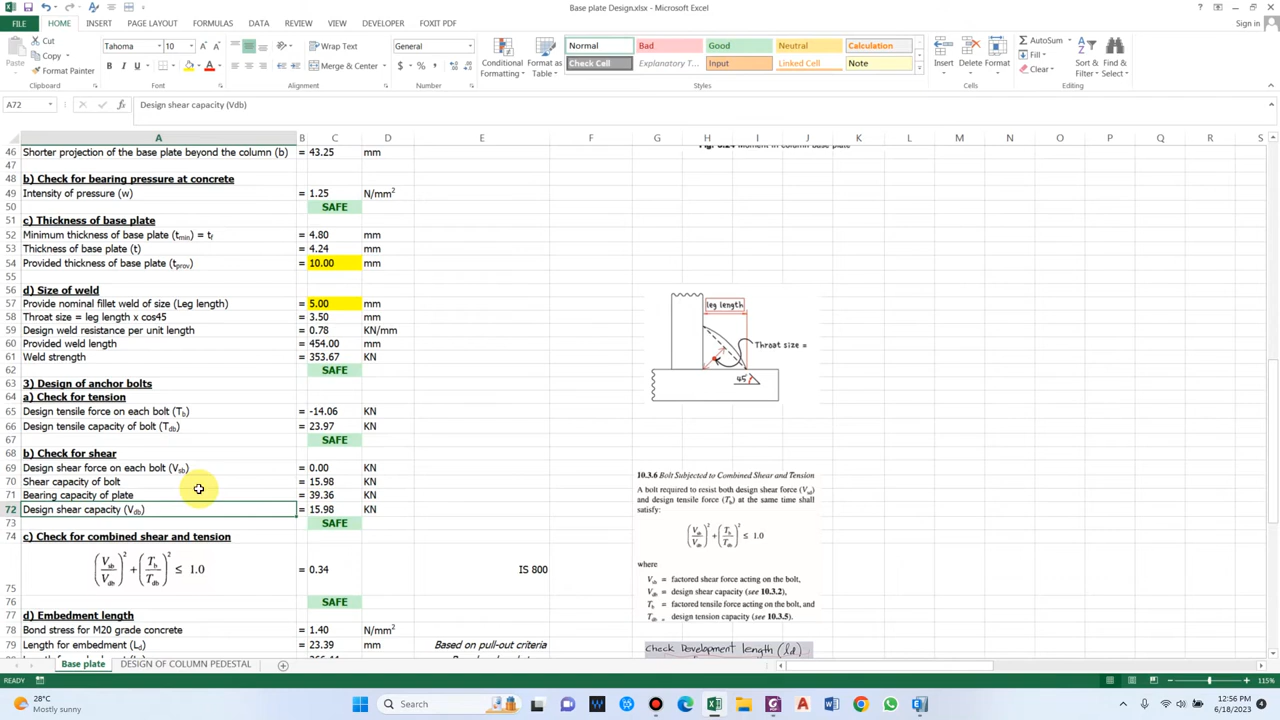 Base plate Design.xlsx - Microsoft Excel
Sign in
FILE HOME INSERT PAGE LAYOUT FORMULAS DATA REVIEW VIEW DEVELOPER FOXIT PDF
Paste
Cut
Copy
Format Painter
Clipboard
Tahoma 10
B I U
Font
Wrap Text
Merge & Center
Alignment
General
$ % ,
Number
Conditional Formatting
Format as Table
Normal Bad Good Neutral Calculation
Check Cell Explanatory T... Input Linked Cell Note
Styles
Insert Delete Format
Cells
AutoSum
Fill
Clear
Sort & Filter
Find & Select
Editing
A72 fx Design shear capacity (Vdb)
A B C D E F G H I J K L M N O P Q R S
46 Shorter projection of the base plate beyond the column (b) = 43.25 mm
47
48 b) Check for bearing pressure at concrete
49 Intensity of pressure (w) = 1.25 N/mm²
50 SAFE
51 c) Thickness of base plate
52 Minimum thickness of base plate (tmin) = tf = 4.80 mm
53 Thickness of base plate (t) = 4.24 mm
54 Provided thickness of base plate (tprov) = 10.00 mm
55
56 d) Size of weld
57 Provide nominal fillet weld of size (Leg length) = 5.00 mm
58 Throat size = leg length x cos45 = 3.50 mm
59 Design weld resistance per unit length = 0.78 KN/mm
60 Provided weld length = 454.00 mm
61 Weld strength = 353.67 KN
62 SAFE
63 3) Design of anchor bolts
64 a) Check for tension
65 Design tensile force on each bolt (Tb) = -14.06 KN
66 Design tensile capacity of bolt (Tdb) = 23.97 KN
67 SAFE
68 b) Check for shear
69 Design shear force on each bolt (Vsb) = 0.00 KN
70 Shear capacity of bolt = 15.98 KN
71 Bearing capacity of plate = 39.36 KN
72 Design shear capacity (Vdb) = 15.98 KN
73 SAFE
74 c) Check for combined shear and tension
75 (Vsb/Vdb)² + (Tb/Tdb)² ≤ 1.0 = 0.34 IS 800
76 SAFE
77 d) Embedment length
78 Bond stress for M20 grade concrete = 1.40 N/mm²
79 Length for embedment (Ld) = 23.39 mm Based on pull-out criteria
leg length
Throat size =
45°
10.3.6 Bolt Subjected to Combined Shear and Tension
A bolt required to resist both design shear force (Vsd)
and design tensile force (Tb) at the same time shall
satisfy:
(Vsb/Vdb)² + (Tb/Tdb)² ≤ 1.0
where
Vsb = factored shear force acting on the bolt,
Vdb = design shear capacity (see 10.3.2),
Tb = factored tensile force acting on the bolt, and
Tdb = design tension capacity (see 10.3.5).
Check Development length (ld)
Base plate DESIGN OF COLUMN PEDESTAL
READY
115%
28°C
Mostly sunny
Search
12:56 PM
6/18/2023